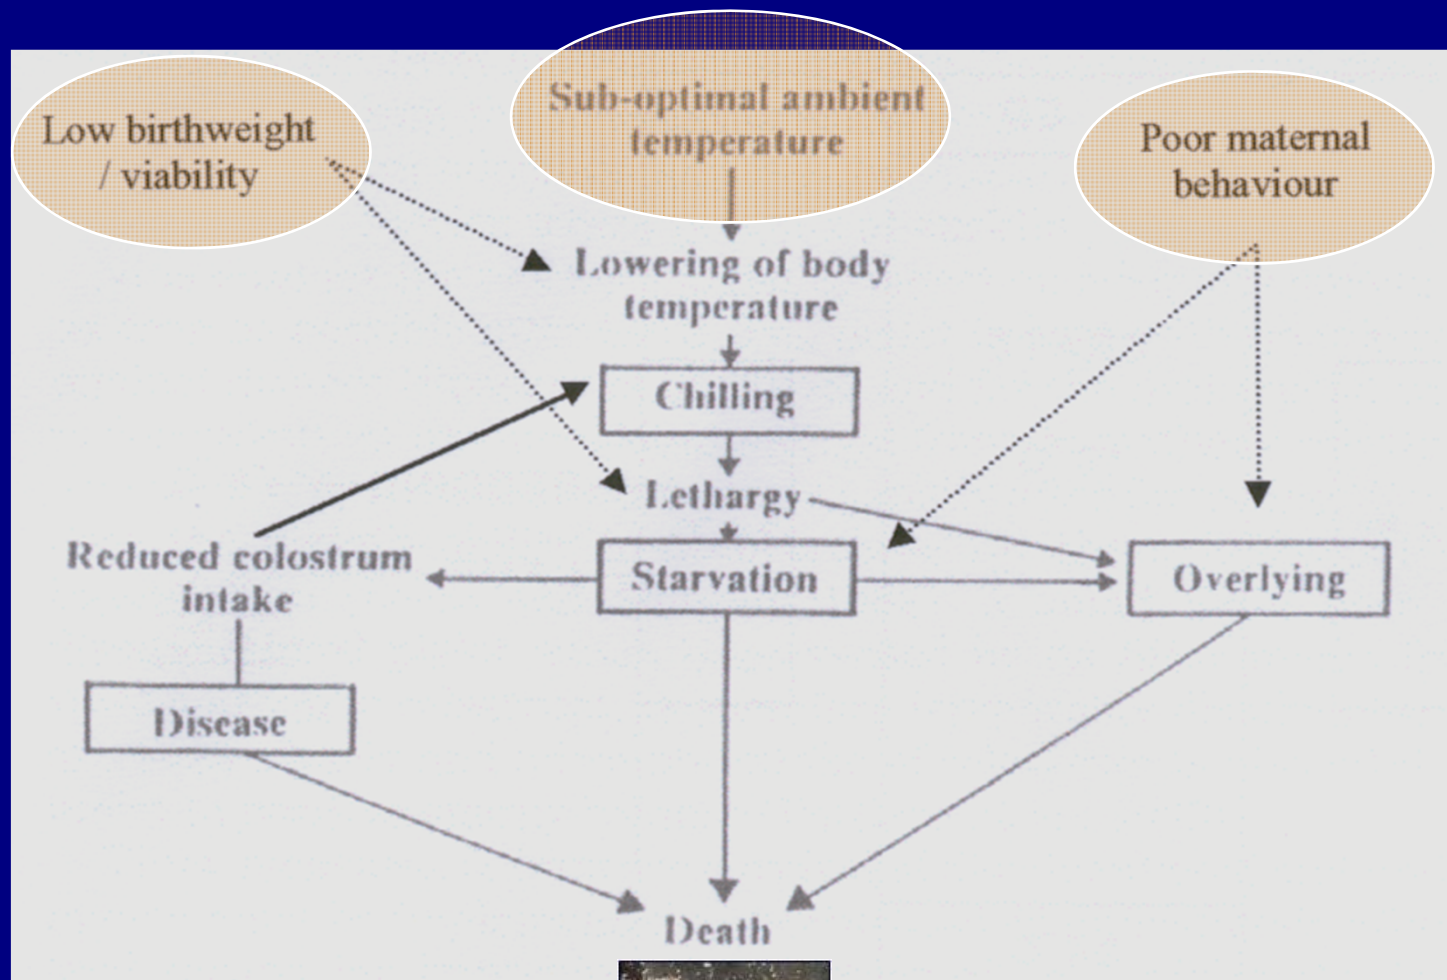 Low birthweight
/ viability
Sub-optimal ambient
temperature
Poor maternal
behaviour
Lowering of body
temperature
Chilling
Lethargy
Reduced colostrum
intake
Starvation
Overlying
Disease
Death